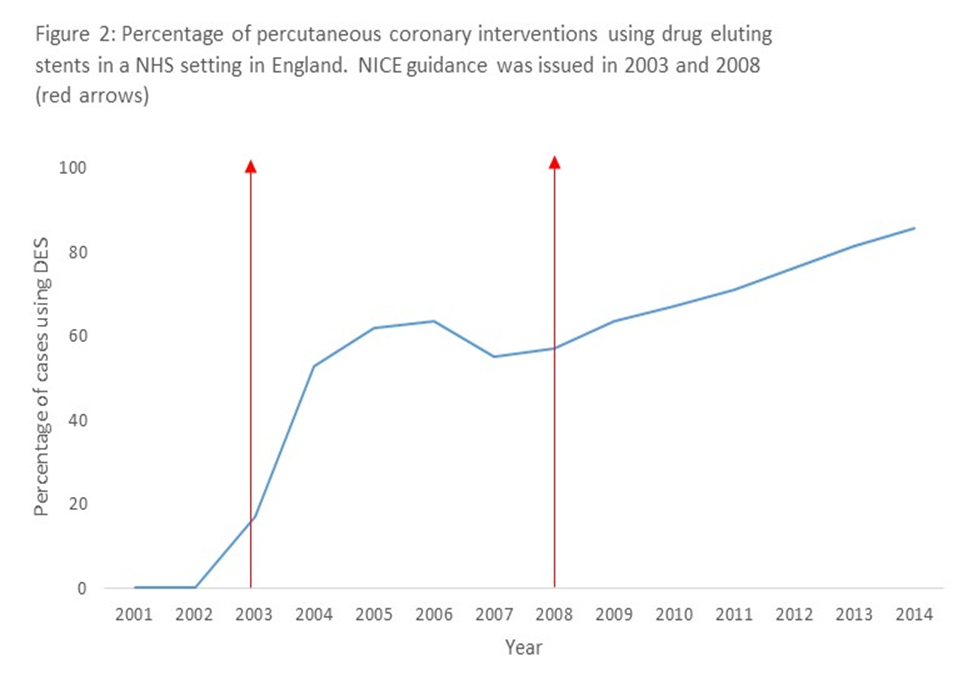 Figure 2: Percentage of percutaneous coronary interventions using drug eluting
stents in a NHS setting in England. NICE guidance was issued in 2003 and 2008
(red arrows)
Percentage of cases using DES
100
80
60
40
20
0
2001 2002 2003 2004 2005 2006 2007 2008 2009 2010 2011 2012 2013 2014
Year